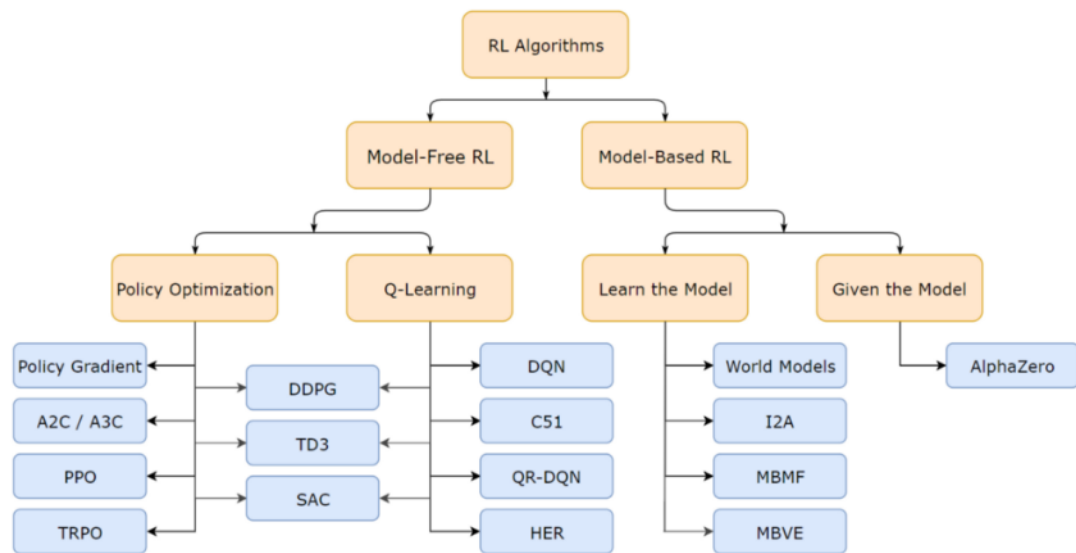 RL Algorithms
Model-Free RL
Model-Based RL
Policy Optimization
Q-Learning
Learn the Model
Given the Model
Policy Gradient
DDPG
DQN
World Models
AlphaZero
A2C / A3C
TD3
C51
I2A
PPO
SAC
QR-DQN
MBMF
TRPO
HER
MBVE